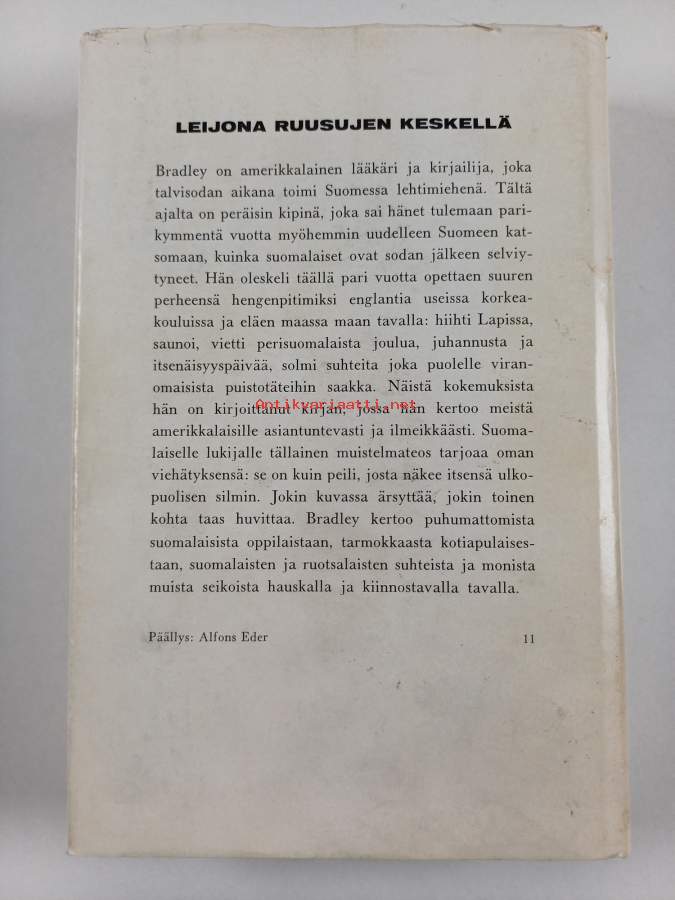 LEIJONA RUUSUJEN KESKELLÄ
Bradley on amerikkalainen lääkäri ja kirjailija, joka
talvisodan aikana toimi Suomessa lehtimiehenä. Tältä
ajalta on peräisin kipinä, joka sai hänet tulemaan pari-
kymmentä vuotta myöhemmin uudelleen Suomeen kat-
somaan, kuinka suomalaiset ovat sodan jälkeen selviy-
tyneet. Hän oleskeli täällä pari vuotta opettaen suuren
perheensä hengenpitimiksi englantia useissa korkea-
kouluissa ja eläen maassa maan tavalla: hiihti Lapissa,
saunoi, vietti perisuomalaista joulua, juhannusta ja
itsenäisyyspäivää, solmi suhteita joka puolelle viran-
omaisista puistotäteihin saakka. Näistä kokemuksista
Antikvariaatti.net
hän on kirjoittanut kirjan, jossa hän kertoo meistä
amerikkalaisille asiantuntevasti ja ilmeikkäästi. Suoma-
laiselle lukijalle tällainen muistelmateos tarjoaa oman
viehätyksensä: se on kuin peili, josta näkee itsensä ulko-
puolisen silmin. Jokin kuvassa ärsyttää, jokin toinen
kohta taas huvittaa. Bradley kertoo puhumattomista
suomalaisista oppilaistaan, tarmokkaasta kotiapulaises-
taan, suomalaisten ja ruotsalaisten suhteista ja monista
muista seikoista hauskalla ja kiinnostavalla tavalla.
Päällys: Alfons Eder 11